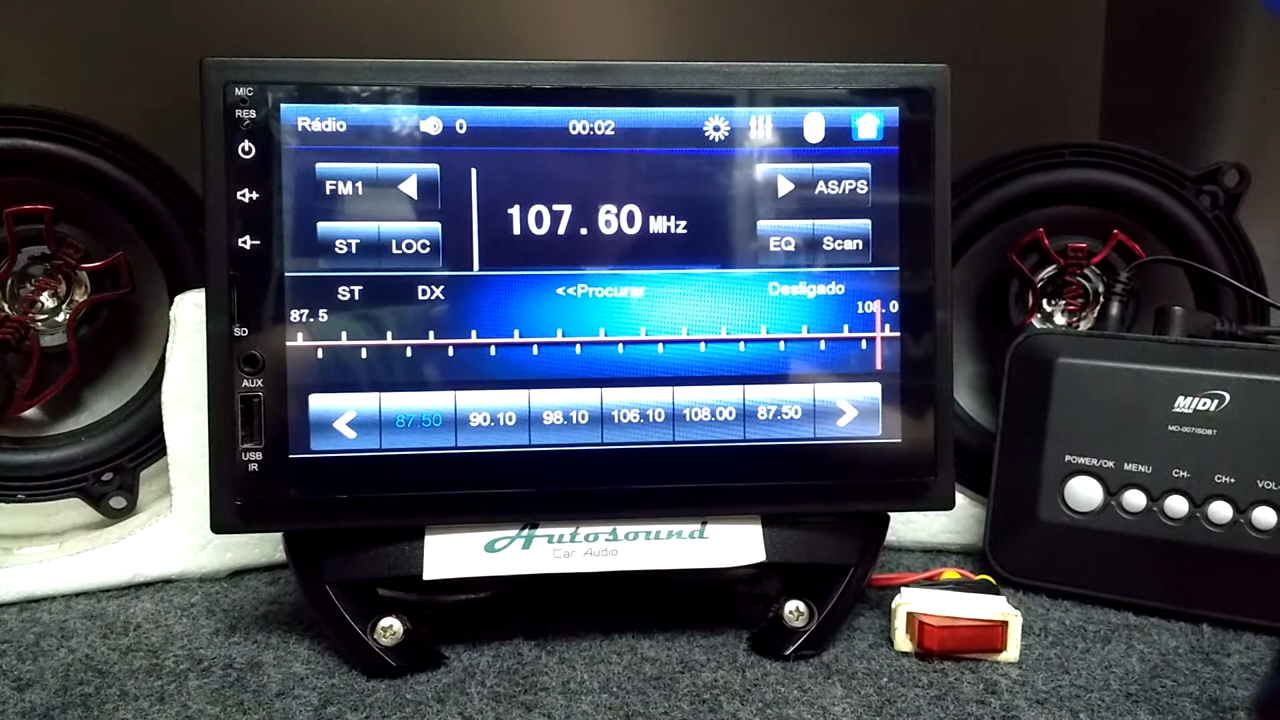 MIC
RES
SD
AUX
USB
IR
Rádio 0 00:02
FM1 AS/PS
107.60 MHz
ST LOC EQ Scan
ST DX <<Procurar Desligado
87.5 108.0
87.50 90.10 98.10 106.10 108.00 87.50
Autosound
Car Audio
MIDI
JAPAN
MD-007ISDBT
POWER/OK MENU CH- CH+ VOL-